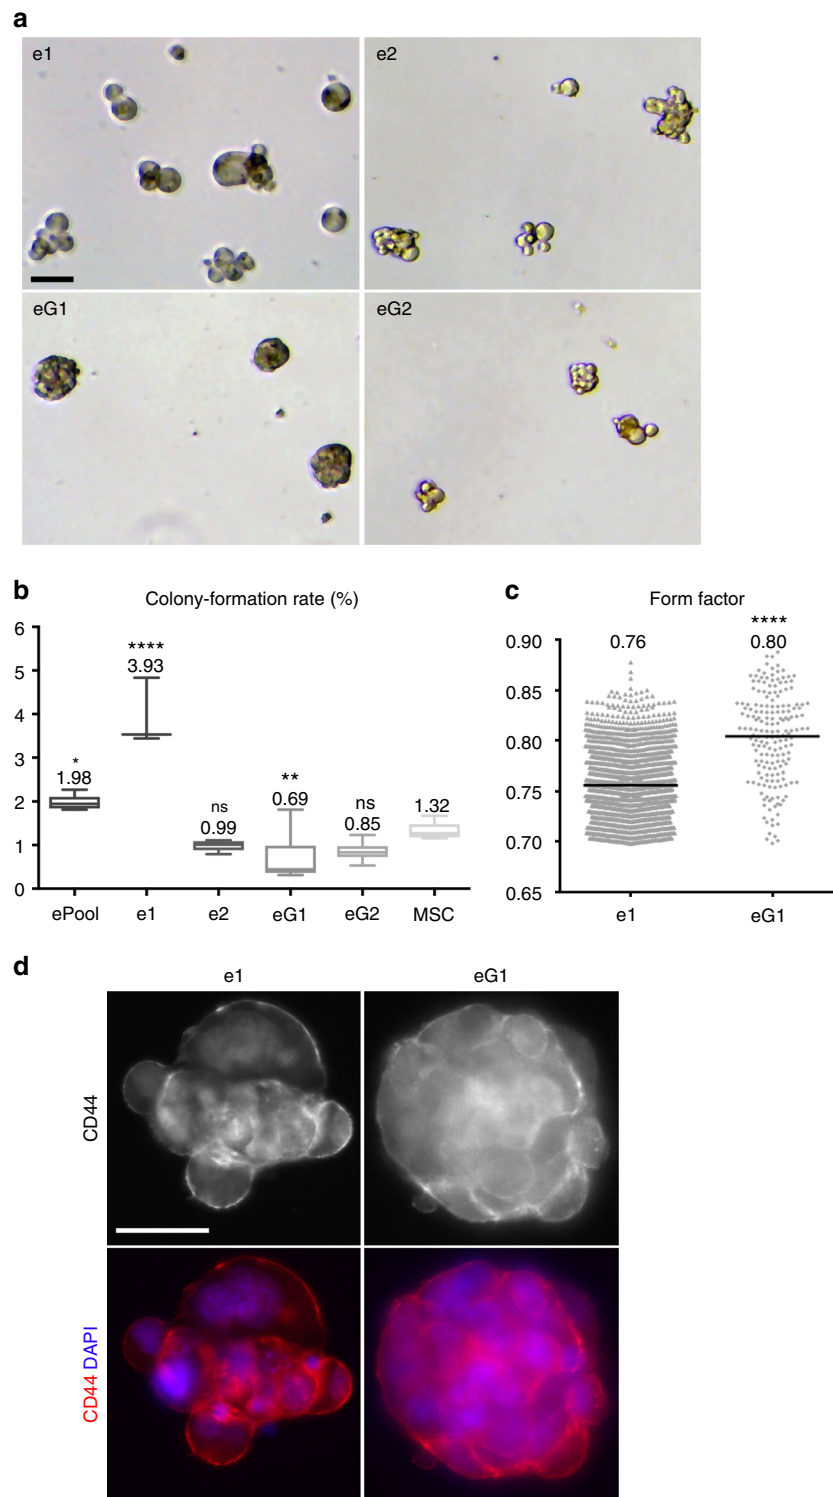 a
e1
e2
eG1
eG2
b
Colony-formation rate (%)
6
5
4
3
2
1
0
*
1.98
****
3.93
ns
0.99
**
0.69
ns
0.85
1.32
ePool
e1
e2
eG1
eG2
MSC
c
Form factor
****
0.76
0.80
0.90
0.85
0.80
0.75
0.70
0.65
e1
eG1
d
e1
eG1
CD44
CD44 DAPI